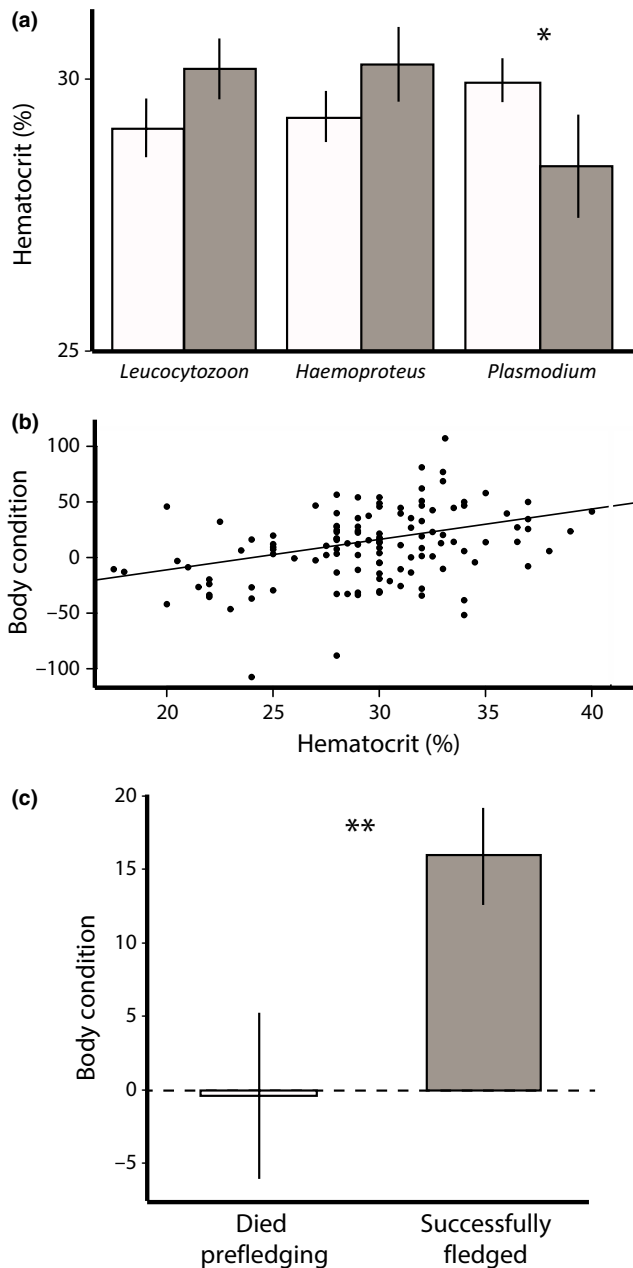 (a)
*
30
25
Hematocrit (%)
Leucocytozoon Haemoproteus Plasmodium
(b)
100
50
0
−50
−100
Body condition
20 25 30 35 40
Hematocrit (%)
(c)
20
**
15
10
5
0
−5
Body condition
Died Successfully
prefledging fledged